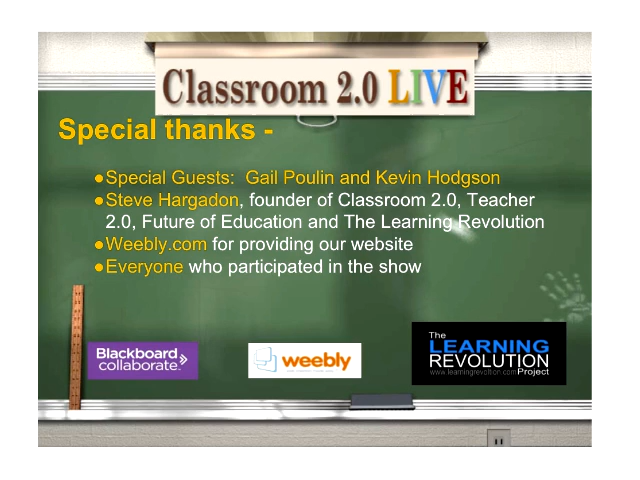 Classroom 2.0 LIVE
Special thanks -
●Special Guests: Gail Poulin and Kevin Hodgson
●Steve Hargadon, founder of Classroom 2.0, Teacher
2.0, Future of Education and The Learning Revolution
●Weebly.com for providing our website
●Everyone who participated in the show
Blackboard
collaborate
weebly
The
LEARNING
REVOLUTION
www.learningrevolution.com Project